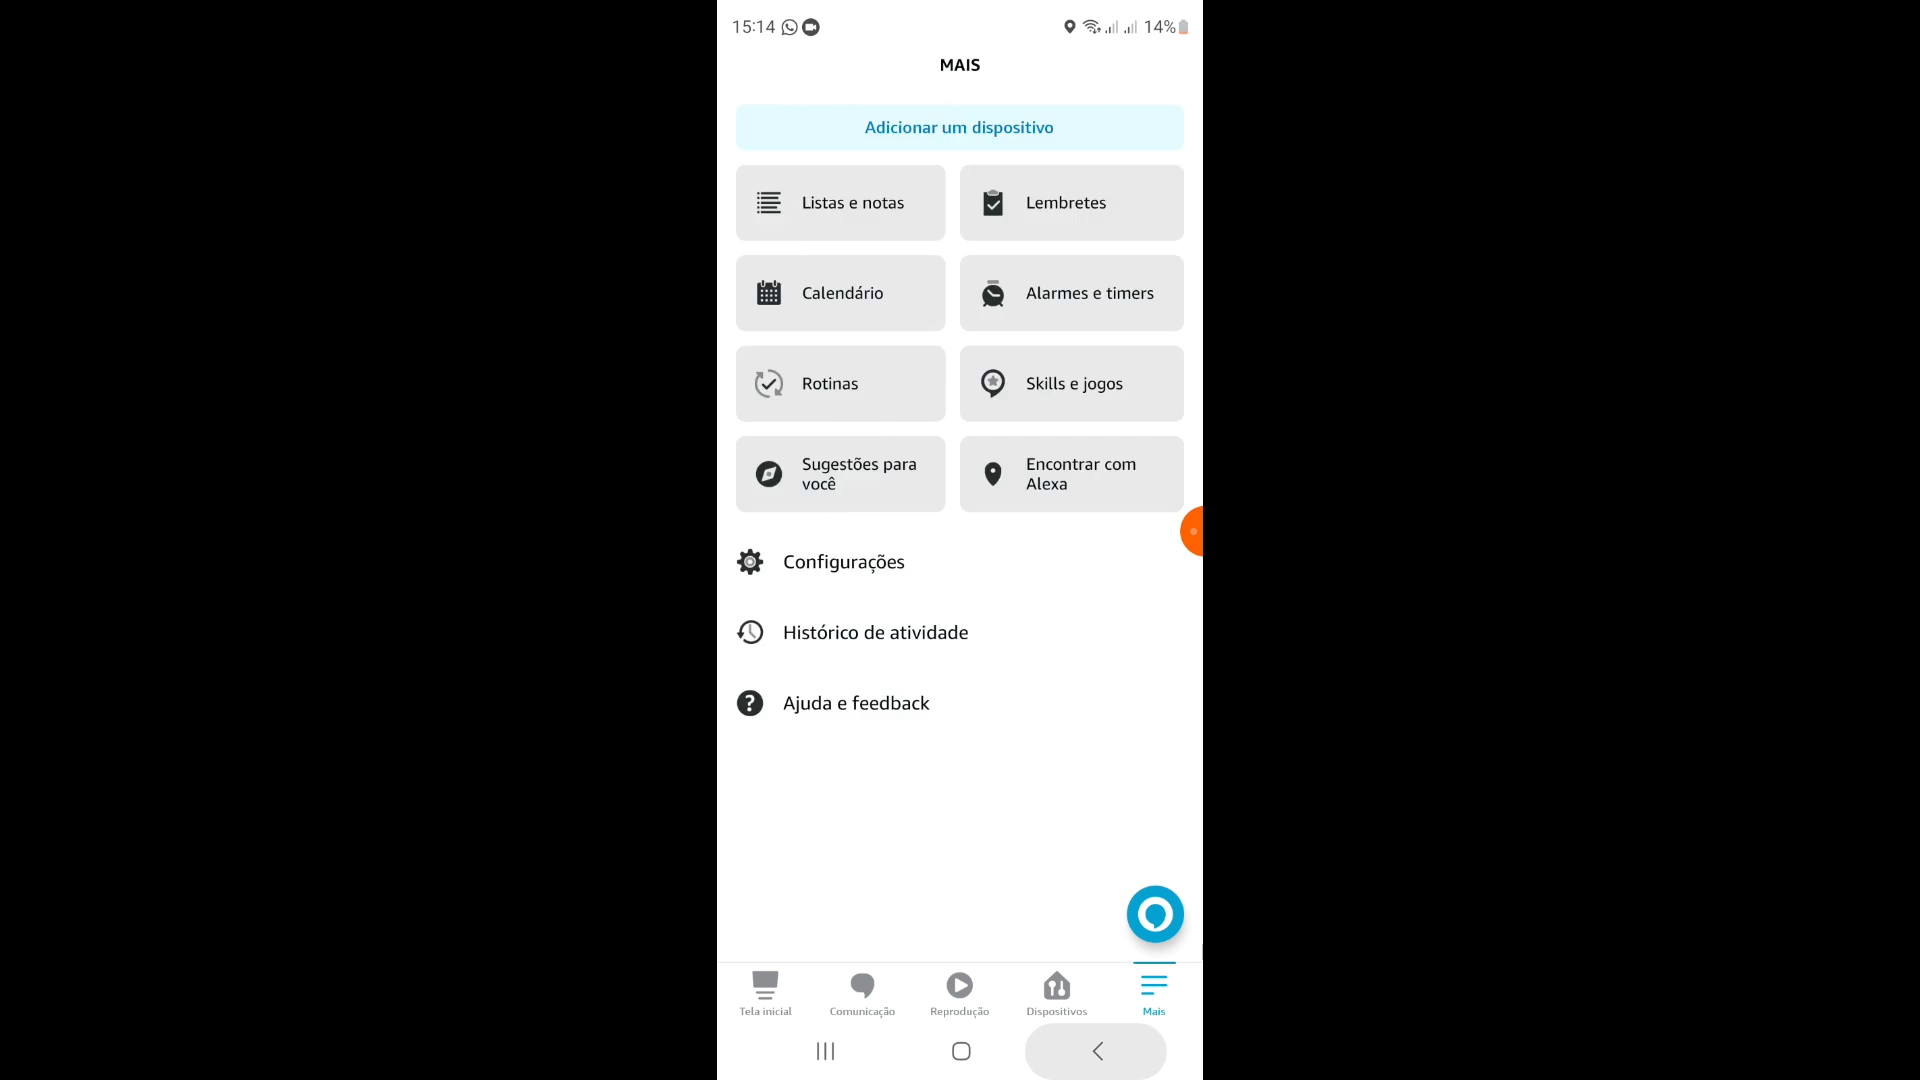 15:14
14%
MAIS
Adicionar um dispositivo
Listas e notas
Lembretes
Calendário
Alarmes e timers
Rotinas
Skills e jogos
Sugestões para
você
Encontrar com
Alexa
Configurações
Histórico de atividade
Ajuda e feedback
Tela inicial
Comunicação
Reprodução
Dispositivos
Mais